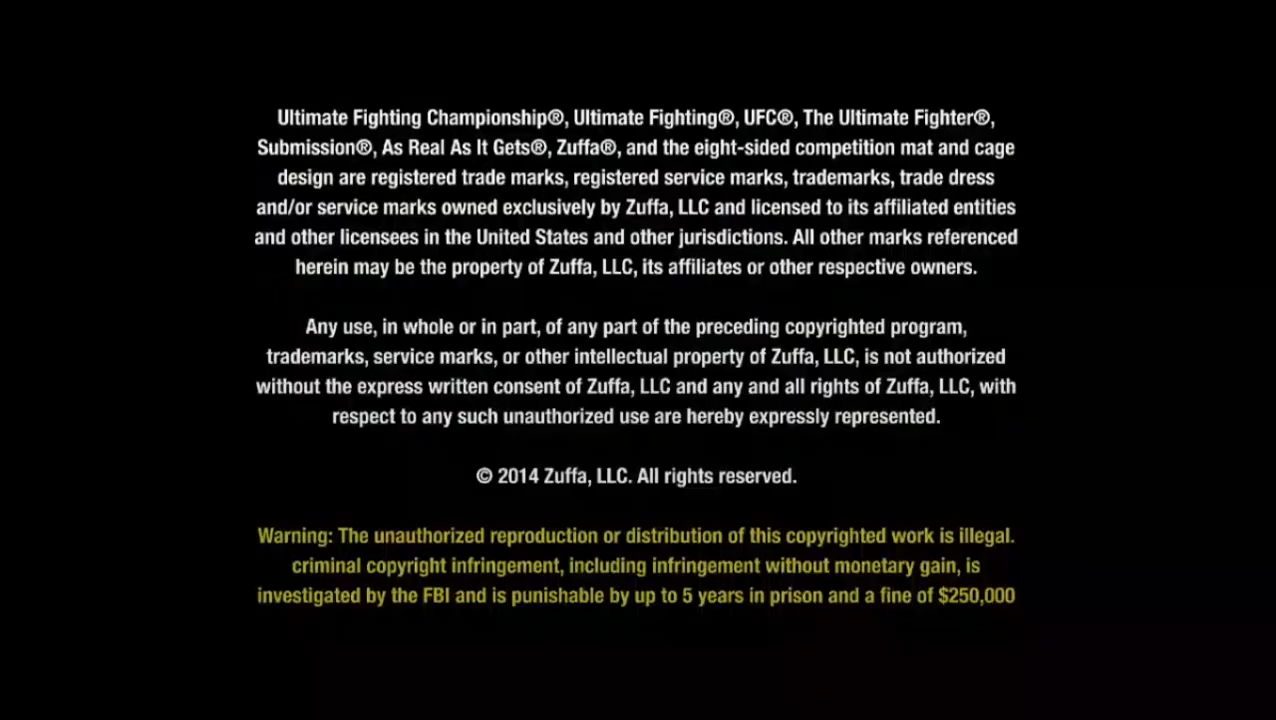 Ultimate Fighting Championship®, Ultimate Fighting®, UFC®, The Ultimate Fighter®,
Submission®, As Real As It Gets®, Zuffa®, and the eight-sided competition mat and cage
design are registered trade marks, registered service marks, trademarks, trade dress
and/or service marks owned exclusively by Zuffa, LLC and licensed to its affiliated entities
and other licensees in the United States and other jurisdictions. All other marks referenced
herein may be the property of Zuffa, LLC, its affiliates or other respective owners.
Any use, in whole or in part, of any part of the preceding copyrighted program,
trademarks, service marks, or other intellectual property of Zuffa, LLC, is not authorized
without the express written consent of Zuffa, LLC and any and all rights of Zuffa, LLC, with
respect to any such unauthorized use are hereby expressly represented.
© 2014 Zuffa, LLC. All rights reserved.
Warning: The unauthorized reproduction or distribution of this copyrighted work is illegal.
criminal copyright infringement, including infringement without monetary gain, is
investigated by the FBI and is punishable by up to 5 years in prison and a fine of $250,000